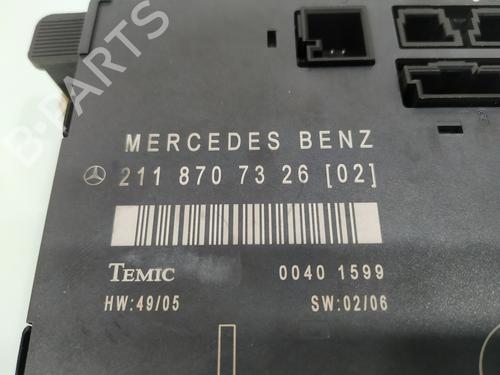 MERCEDES BENZ
211 870 73 26 [02]
TEMIC
0040 1599
HW:49/05
SW:02/06
B-PARTS